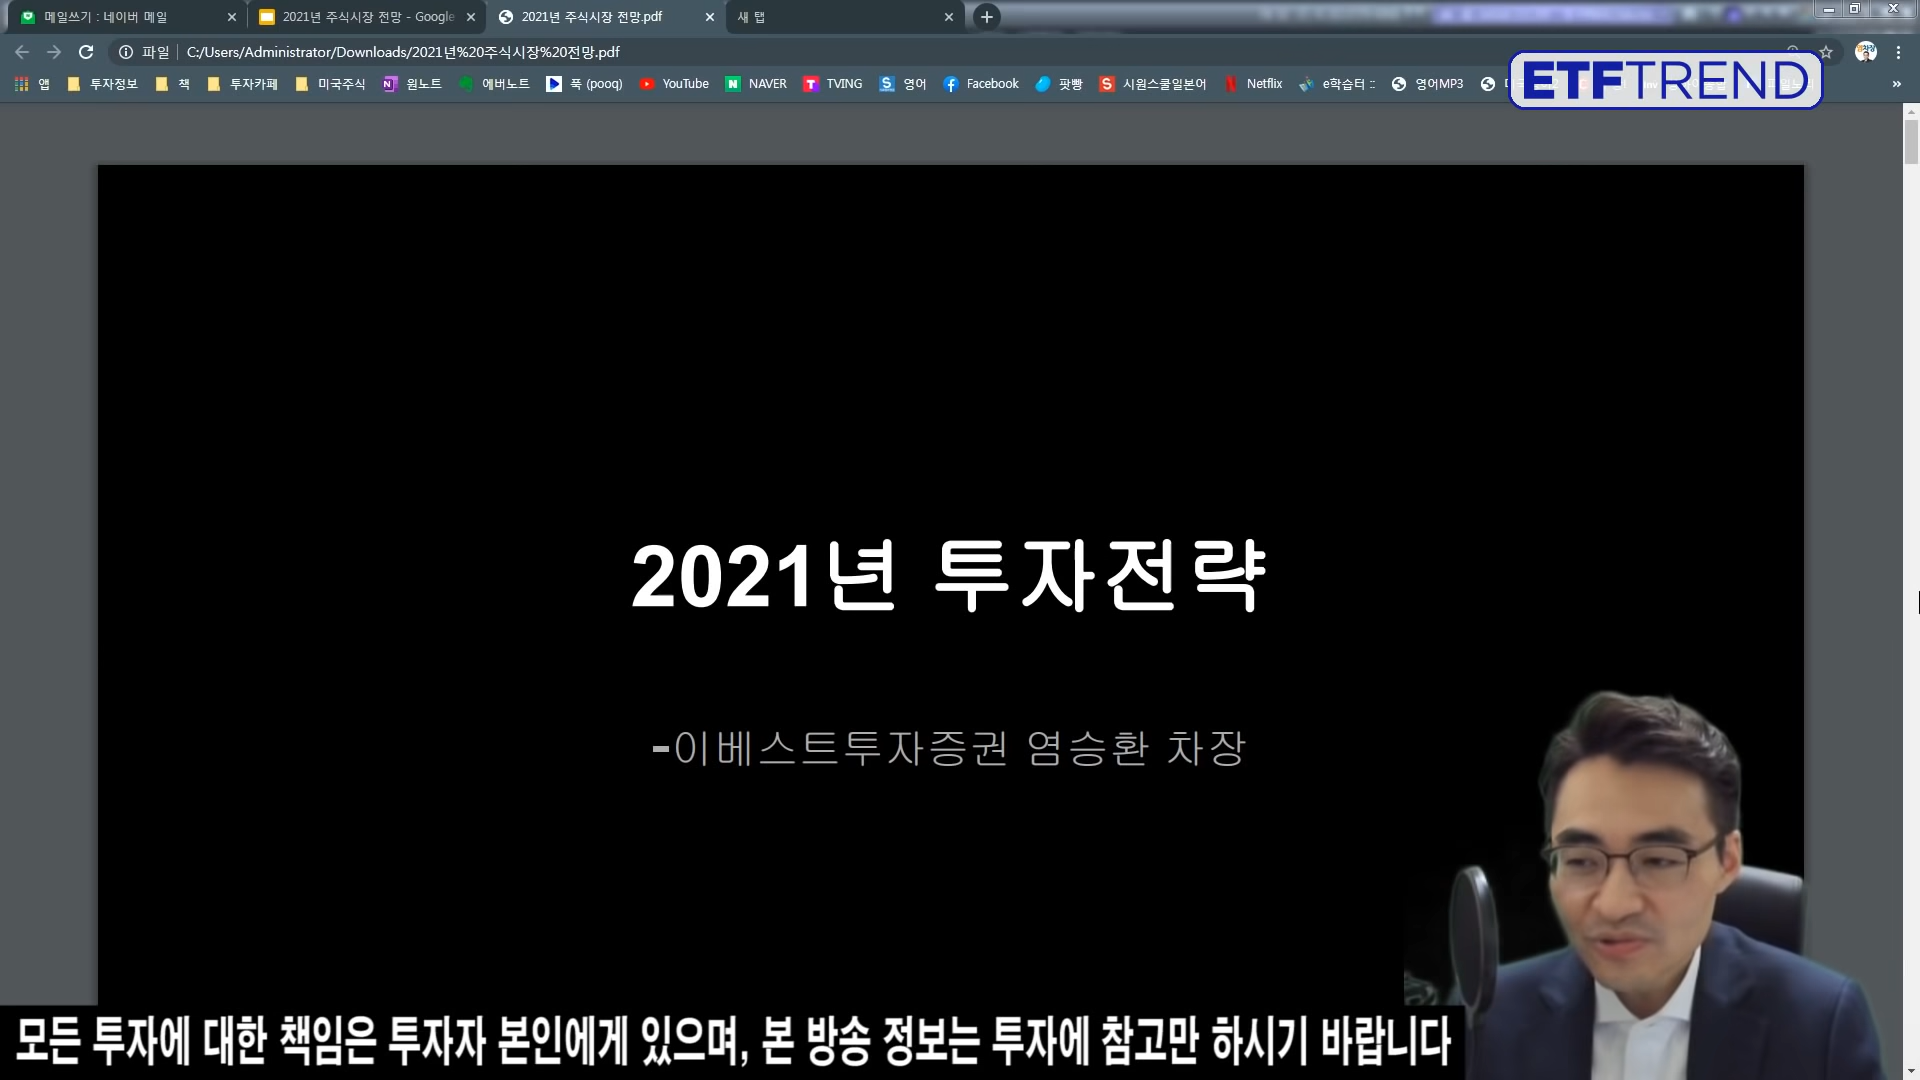 메일쓰기 : 네이버 메일
2021년 주식시장 전망 - Google
2021년 주식시장 전망.pdf
새 탭
파일
C:/Users/Administrator/Downloads/2021년%20주식시장%20전망.pdf
앱
투자정보
책
투자카페
미국주식
원노트
에버노트
푹 (pooq)
YouTube
NAVER
TVING
영어
Facebook
팟빵
시원스쿨일본어
Netflix
e학습터 ::
영어MP3
ETFTREND
2021년 투자전략
-이베스트투자증권 염승환 차장
모든 투자에 대한 책임은 투자자 본인에게 있으며, 본 방송 정보는 투자에 참고만 하시기 바랍니다